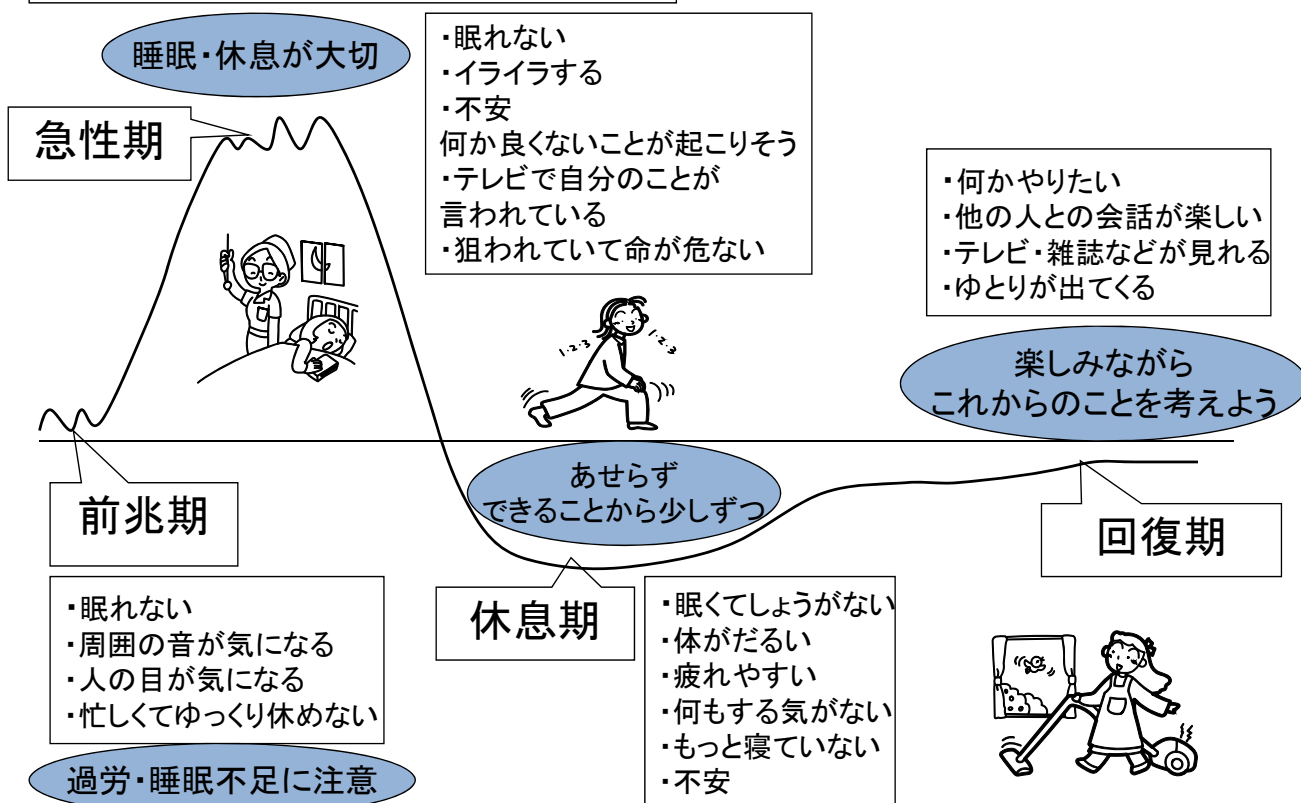 睡眠・休息が大切
急性期
・眠れない
・イライラする
・不安
何か良くないことが起こりそう
・テレビで自分のことが
言われている
・狙われていて命が危ない
・何かやりたい
・他の人との会話が楽しい
・テレビ・雑誌などが見れる
・ゆとりが出てくる
楽しみながら
これからのことを考えよう
1・2・3
1・2・3
あせらず
できることから少しずつ
前兆期
・眠れない
・周囲の音が気になる
・人の目が気になる
・忙しくてゆっくり休めない
過労・睡眠不足に注意
休息期
・眠くてしょうがない
・体がだるい
・疲れやすい
・何もする気がない
・もっと寝ていない
・不安
回復期